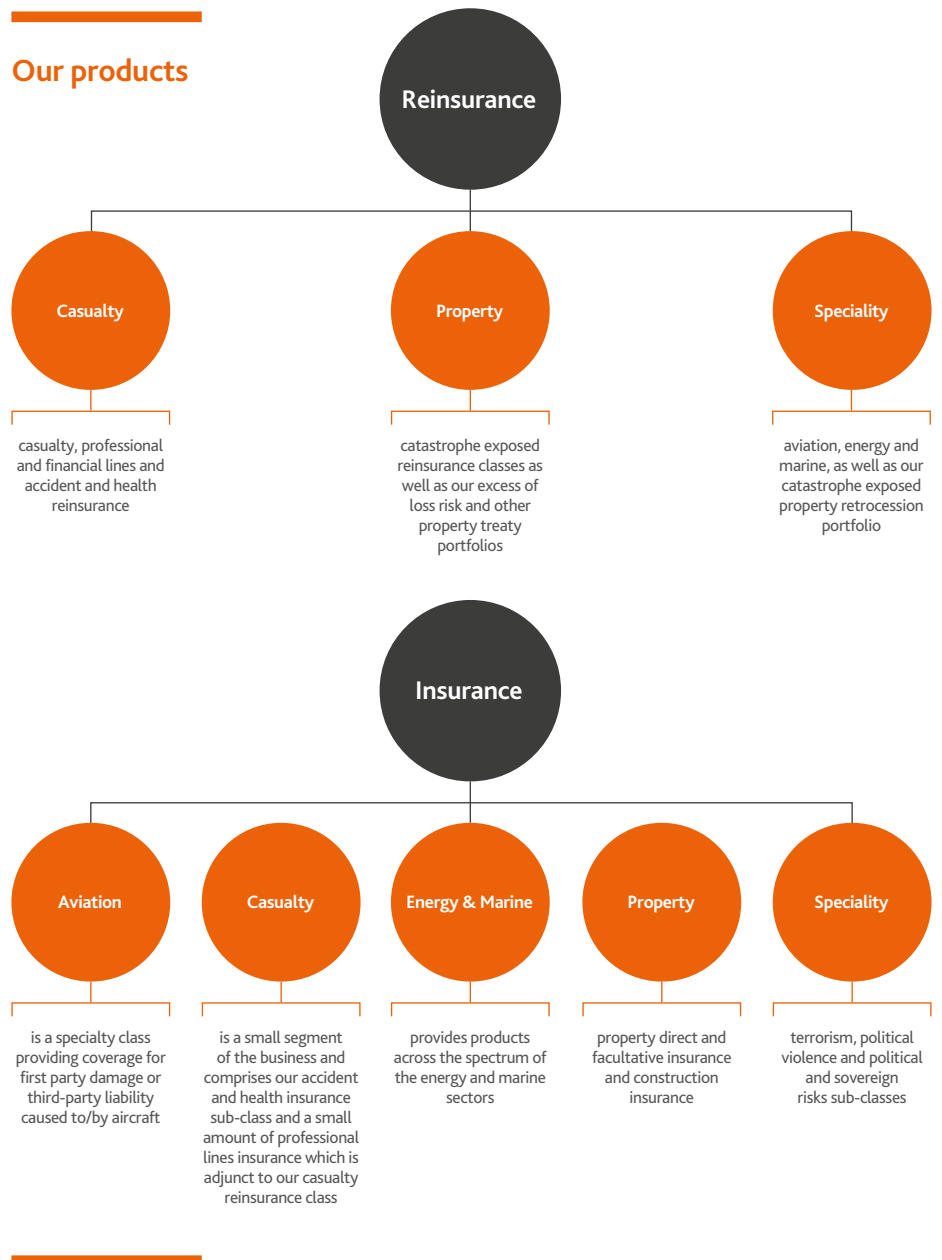 Our products
Reinsurance
Casualty
Property
Speciality
casualty, professional
and financial lines and
accident and health
reinsurance
catastrophe exposed
reinsurance classes as
well as our excess of
loss risk and other
property treaty
portfolios
aviation, energy and
marine, as well as our
catastrophe exposed
property retrocession
portfolio
Insurance
Aviation
Casualty
Energy & Marine
Property
Speciality
is a specialty class
providing coverage for
first party damage or
third-party liability
caused to/by aircraft
is a small segment
of the business and
comprises our accident
and health insurance
sub-class and a small
amount of professional
lines insurance which is
adjunct to our casualty
reinsurance class
provides products
across the spectrum of
the energy and marine
sectors
property direct and
facultative insurance
and construction
insurance
terrorism, political
violence and political
and sovereign
risks sub-classes